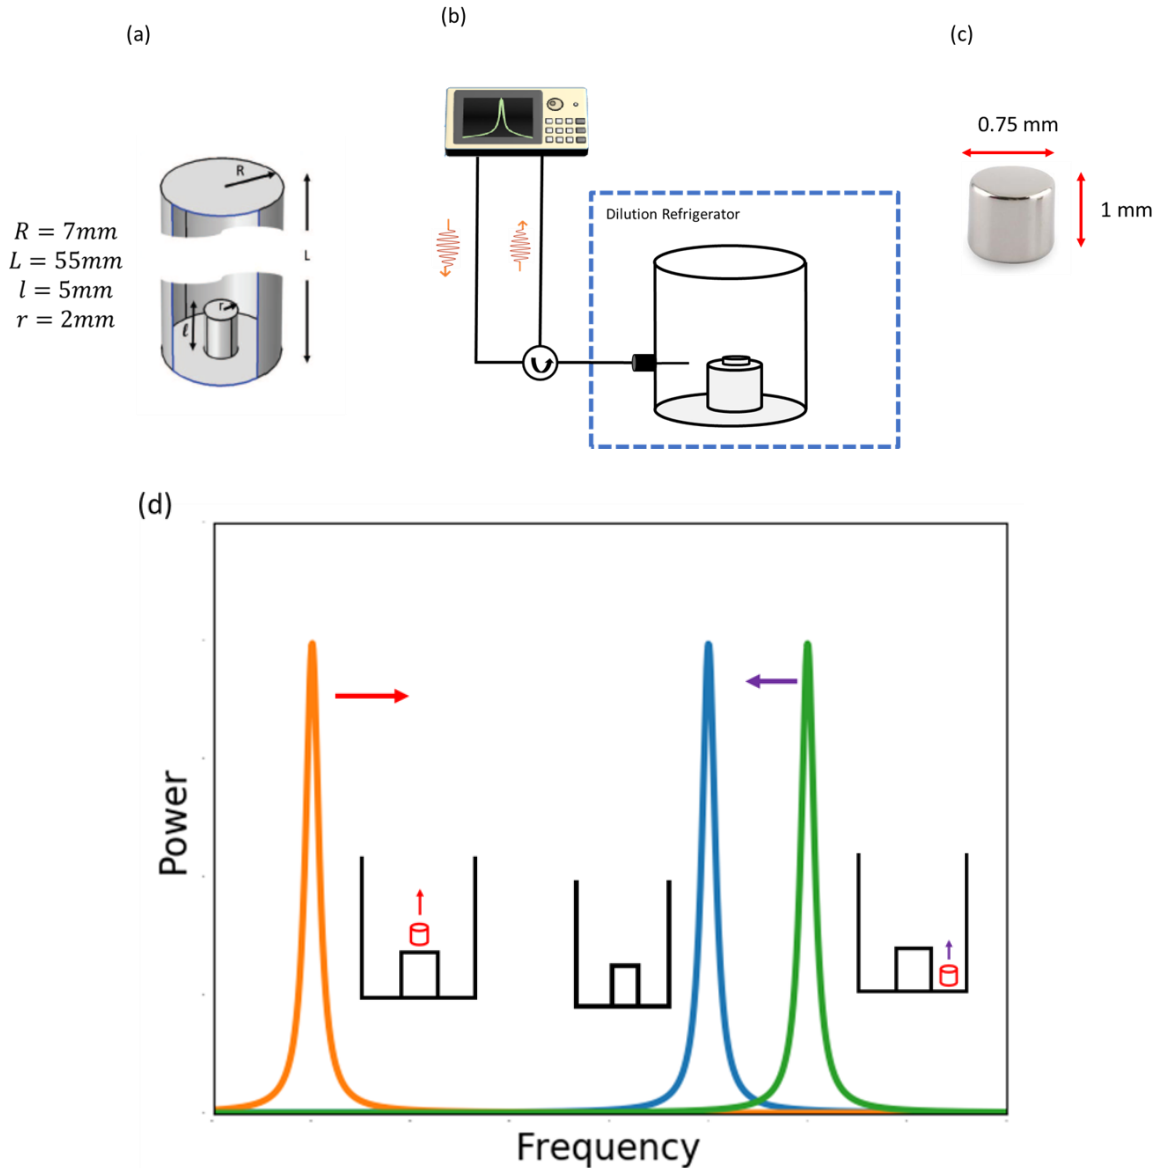 (a)
R
L
r
ℓ
R = 7mm
L = 55mm
l = 5mm
r = 2mm
(b)
Dilution Refrigerator
(c)
0.75 mm
1 mm
(d)
Power
Frequency